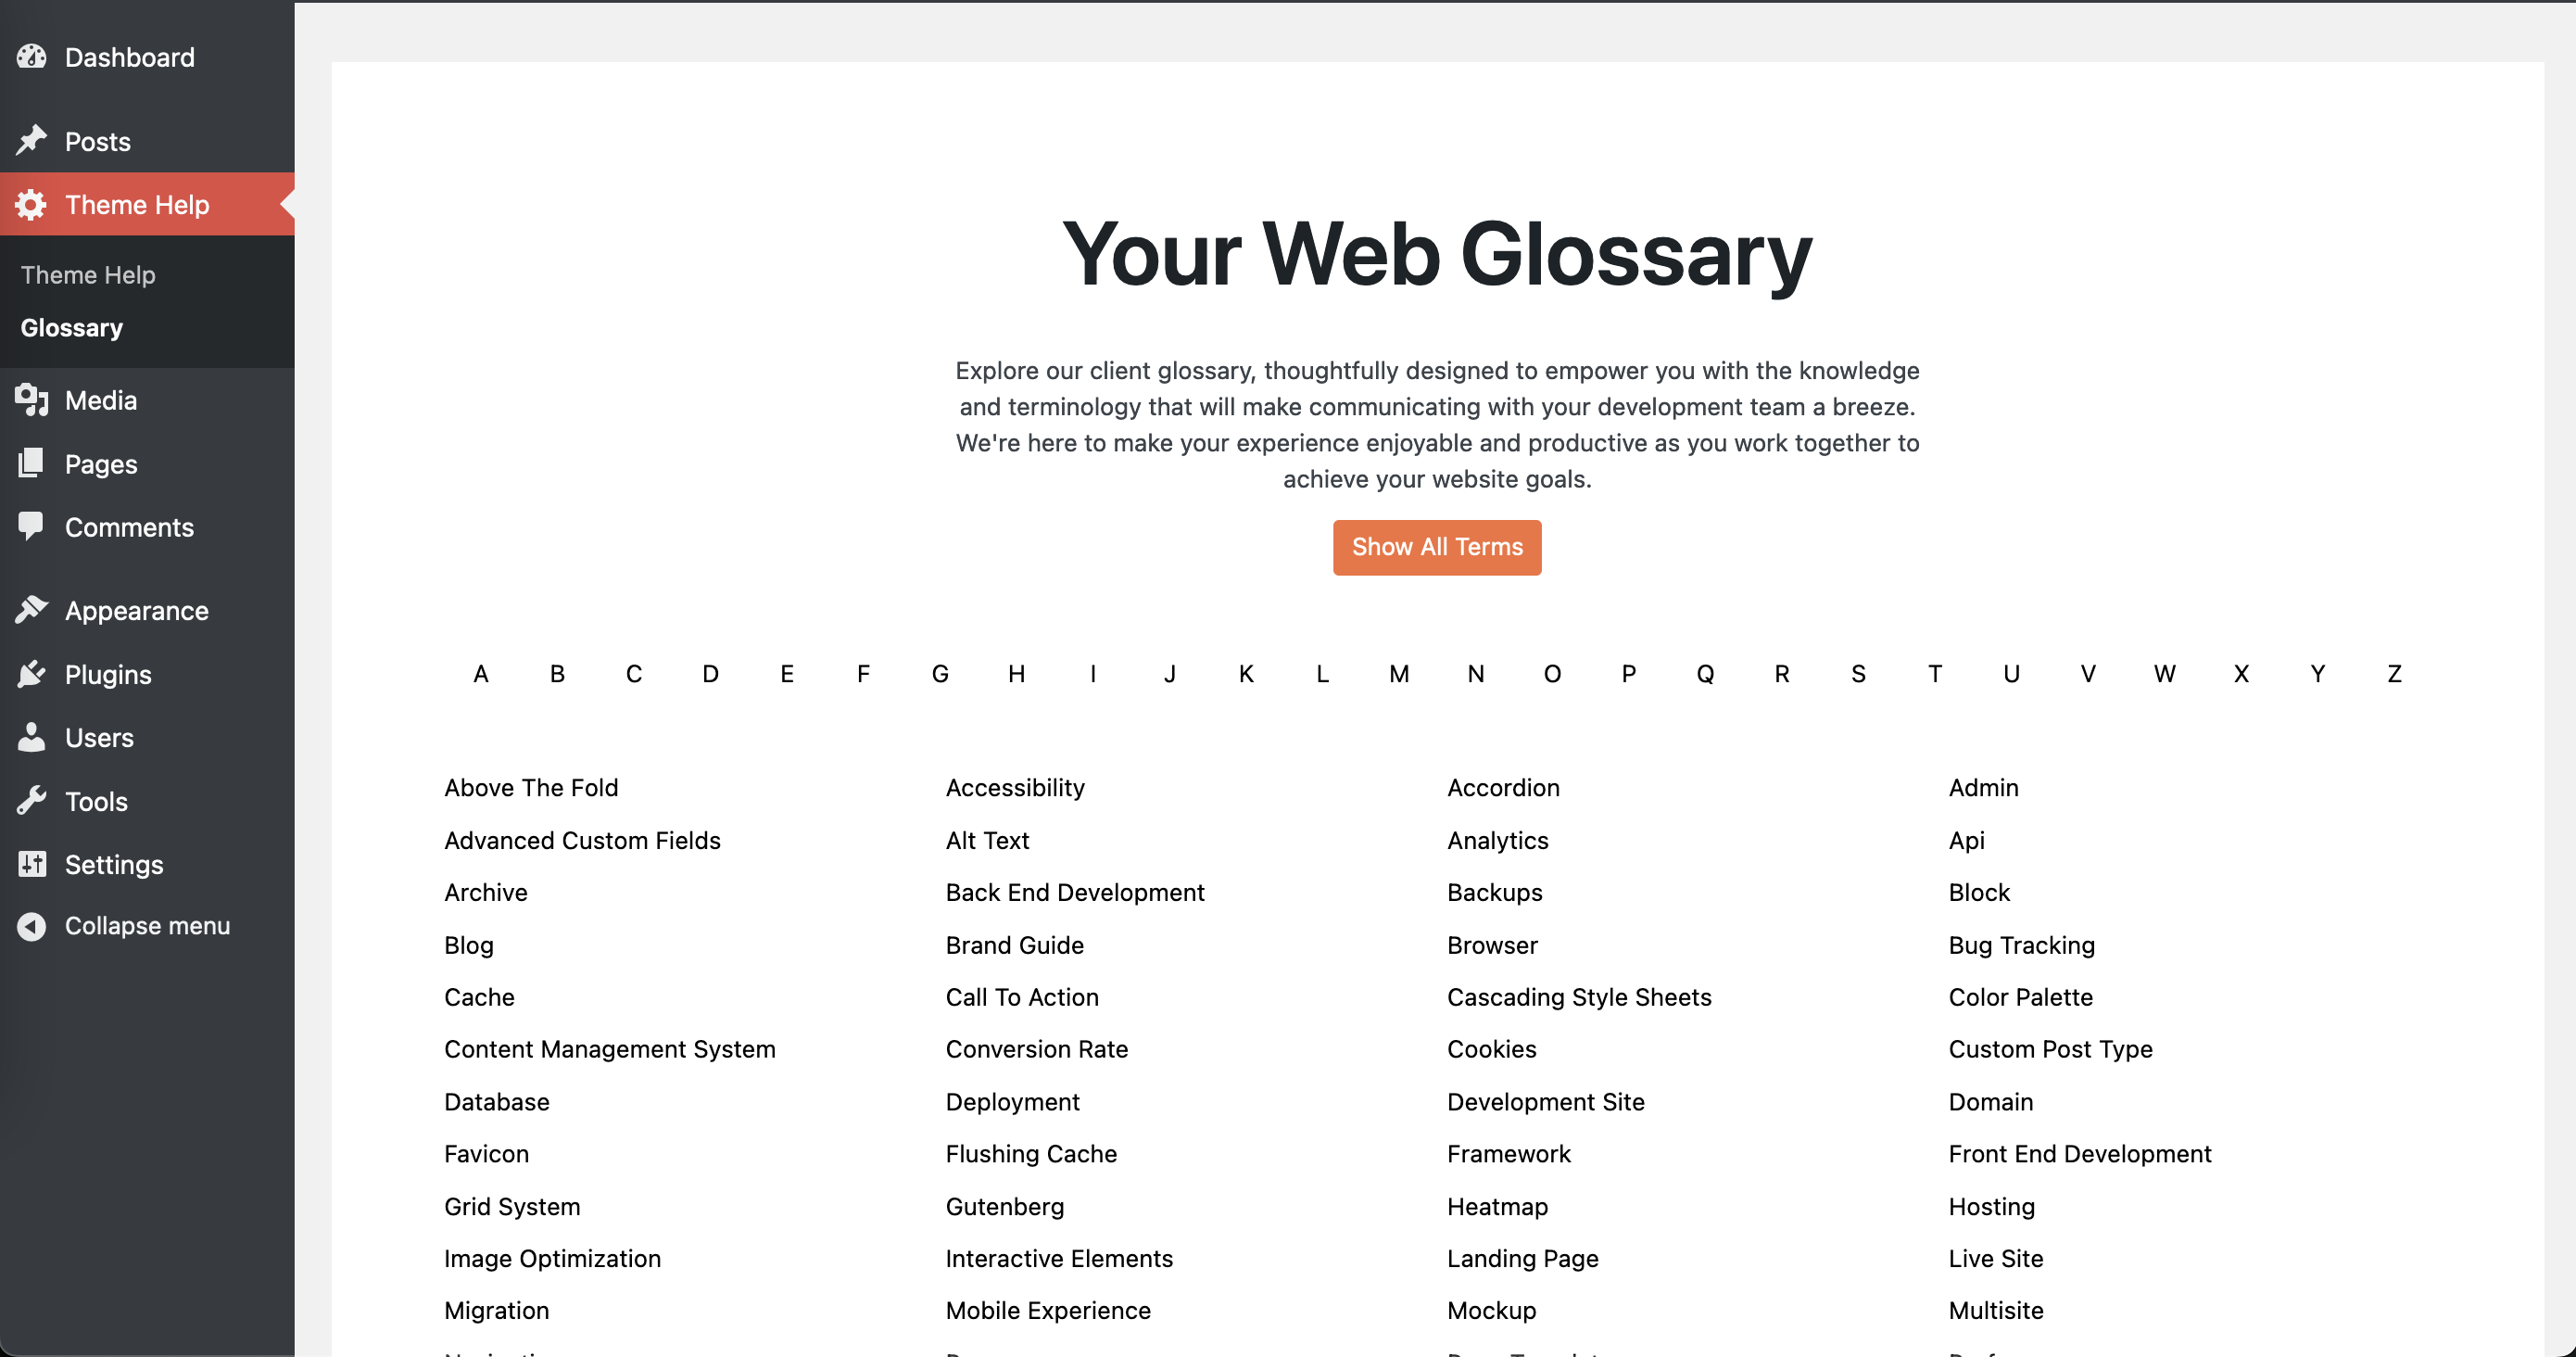 Dashboard
Posts
Theme Help
Theme Help
Glossary
Media
Pages
Comments
Appearance
Plugins
Users
Tools
Settings
Collapse menu
Your Web Glossary
Explore our client glossary, thoughtfully designed to empower you with the knowledge
and terminology that will make communicating with your development team a breeze.
We're here to make your experience enjoyable and productive as you work together to
achieve your website goals.
Show All Terms
A B C D E F G H I J K L M N O P Q R S T U V W X Y Z
Above The Fold Accessibility Accordion Admin
Advanced Custom Fields Alt Text Analytics Api
Archive Back End Development Backups Block
Blog Brand Guide Browser Bug Tracking
Cache Call To Action Cascading Style Sheets Color Palette
Content Management System Conversion Rate Cookies Custom Post Type
Database Deployment Development Site Domain
Favicon Flushing Cache Framework Front End Development
Grid System Gutenberg Heatmap Hosting
Image Optimization Interactive Elements Landing Page Live Site
Migration Mobile Experience Mockup Multisite